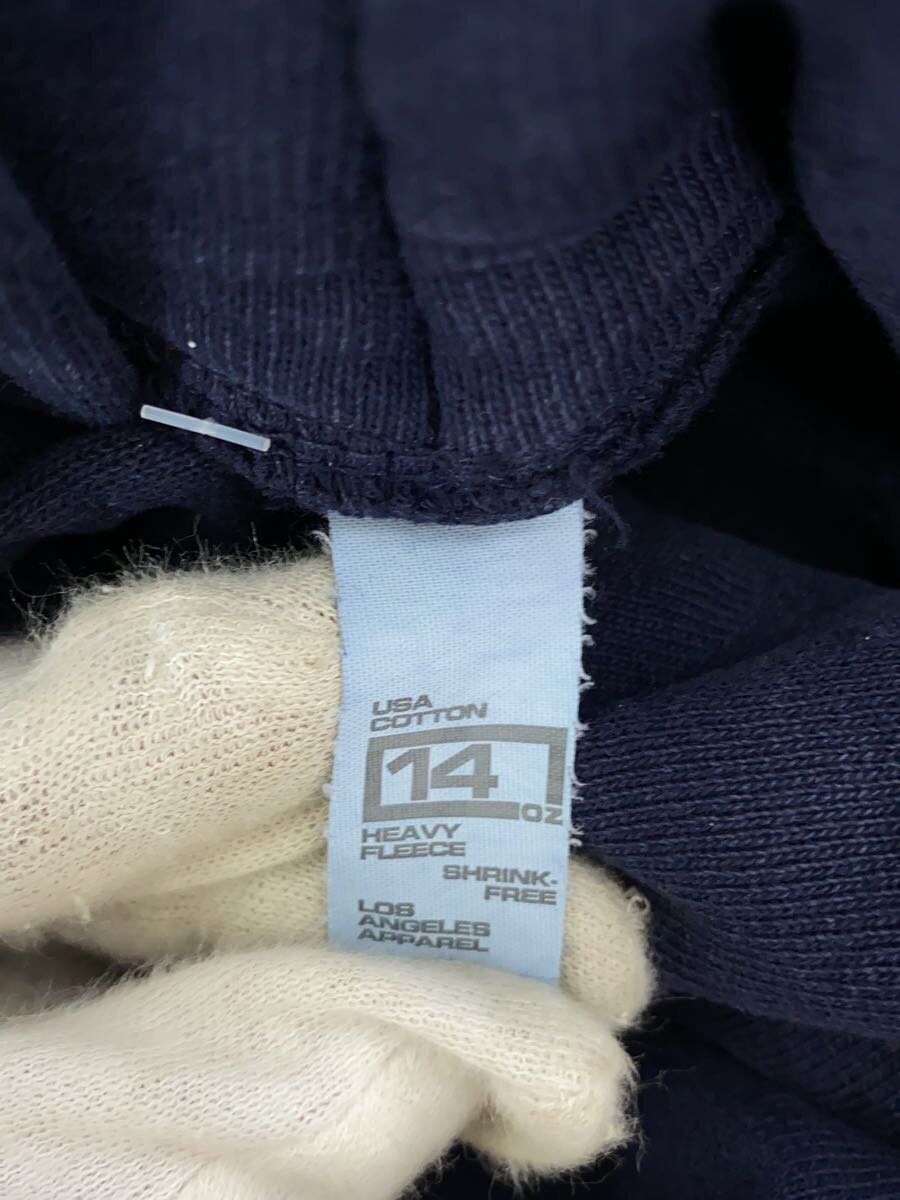 USA
COTTON
14
OZ
HEAVY
FLEECE
SHRINK-
FREE
LOS
ANGELES
APPAREL